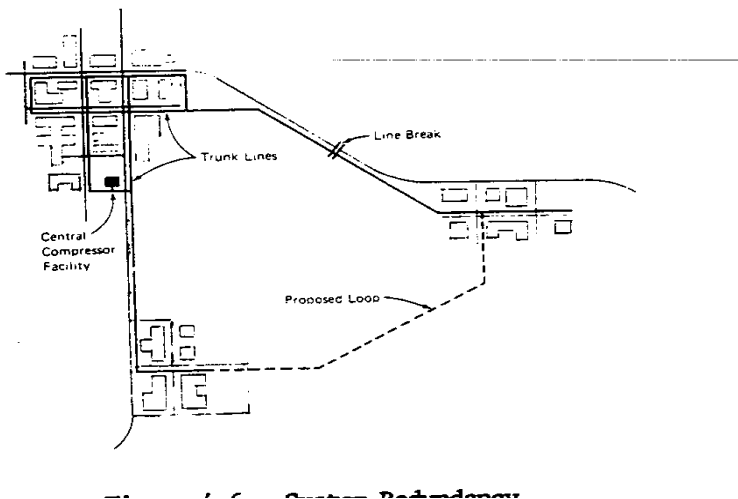 Line Break
Trunk Lines
Central
Compressor
Facility
Proposed Loop
System Redundancy